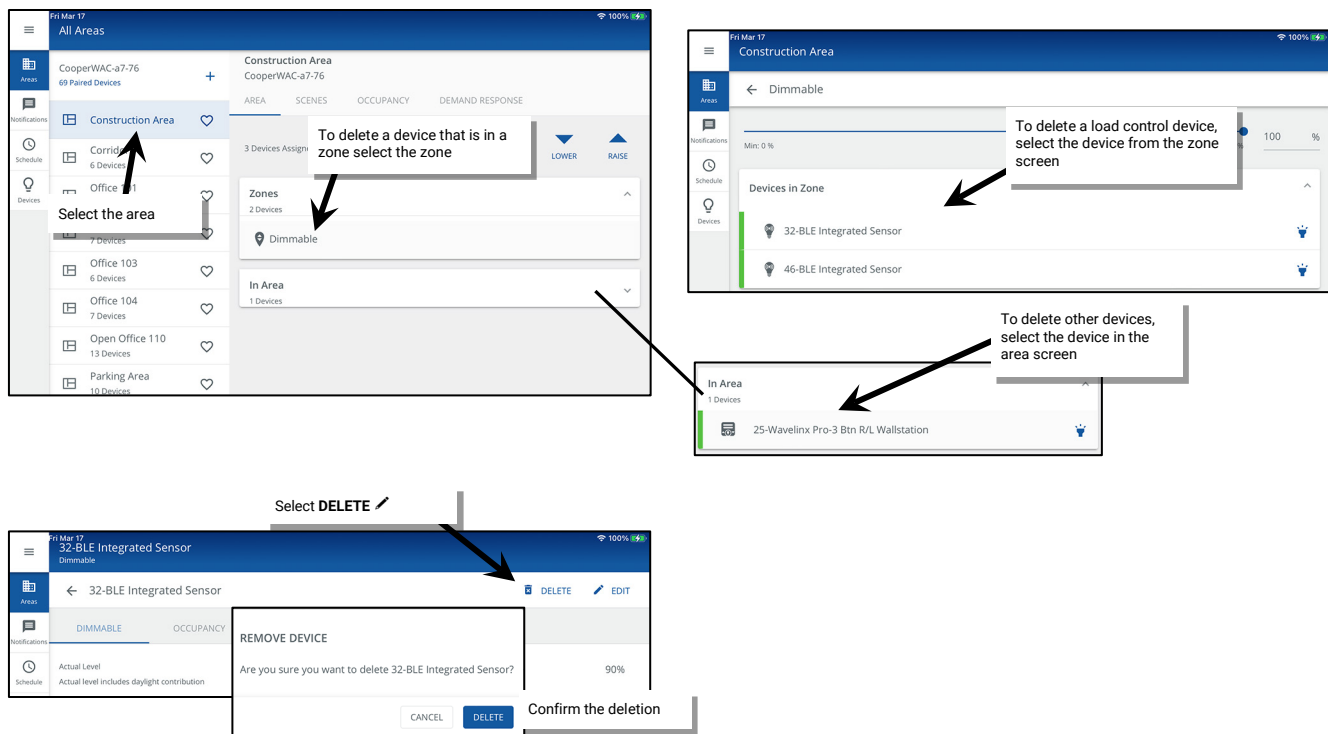 Fri Mar 17
100%
All Areas
Areas
Notifications
Schedule
Devices
CooperWAC-a7-76
69 Paired Devices
+
Construction Area
Corrid
6 Devices
Office 101
Select the area
7 Devices
Office 103
6 Devices
Office 104
7 Devices
Open Office 110
13 Devices
Parking Area
10 Devices
Construction Area
CooperWAC-a7-76
AREA SCENES OCCUPANCY DEMAND RESPONSE
3 Devices Assigne
To delete a device that is in a
zone select the zone
LOWER RAISE
Zones
2 Devices
Dimmable
In Area
1 Devices
Fri Mar 17
100%
Construction Area
Areas
Notifications
Schedule
Devices
Dimmable
Min: 0 %
%
100 %
To delete a load control device,
select the device from the zone
screen
Devices in Zone
32-BLE Integrated Sensor
46-BLE Integrated Sensor
To delete other devices,
select the device in the
area screen
In Area
1 Devices
25-Wavelinx Pro-3 Btn R/L Wallstation
Select DELETE
Fri Mar 17
100%
32-BLE Integrated Sensor
Dimmable
Areas
Notifications
Schedule
32-BLE Integrated Sensor
DELETE EDIT
DIMMABLE OCCUPANCY
Actual Level
Actual level includes daylight contribution
90%
REMOVE DEVICE
Are you sure you want to delete 32-BLE Integrated Sensor?
CANCEL DELETE
Confirm the deletion